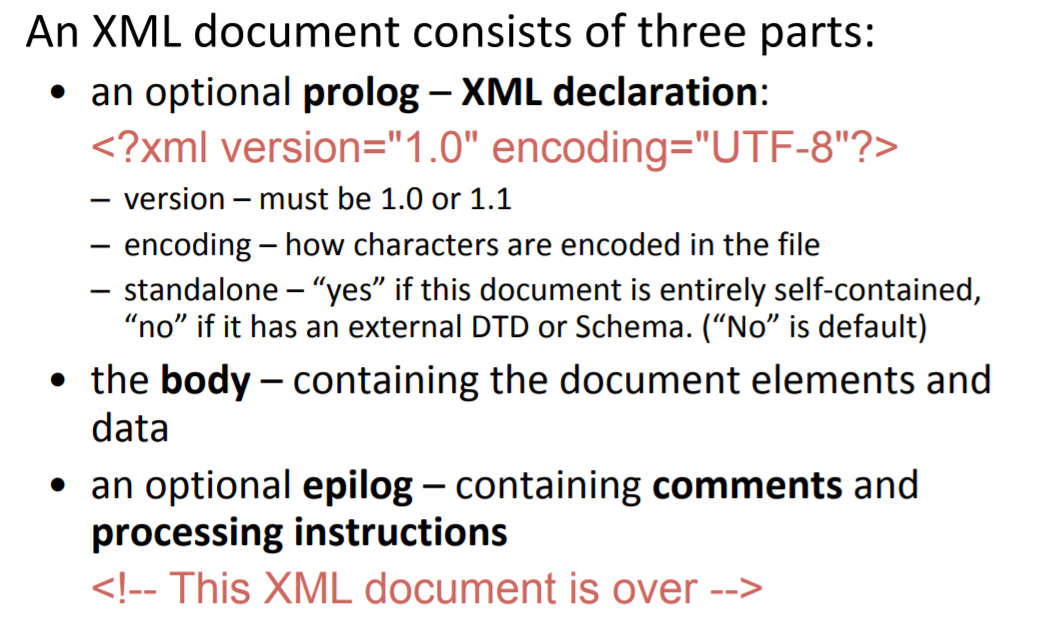 An XML document consists of three parts:
• an optional prolog – XML declaration:
<?xml version="1.0" encoding="UTF-8"?>
– version – must be 1.0 or 1.1
– encoding – how characters are encoded in the file
– standalone – “yes” if this document is entirely self-contained,
“no” if it has an external DTD or Schema. (“No” is default)
• the body – containing the document elements and
data
• an optional epilog – containing comments and
processing instructions
<!-- This XML document is over -->